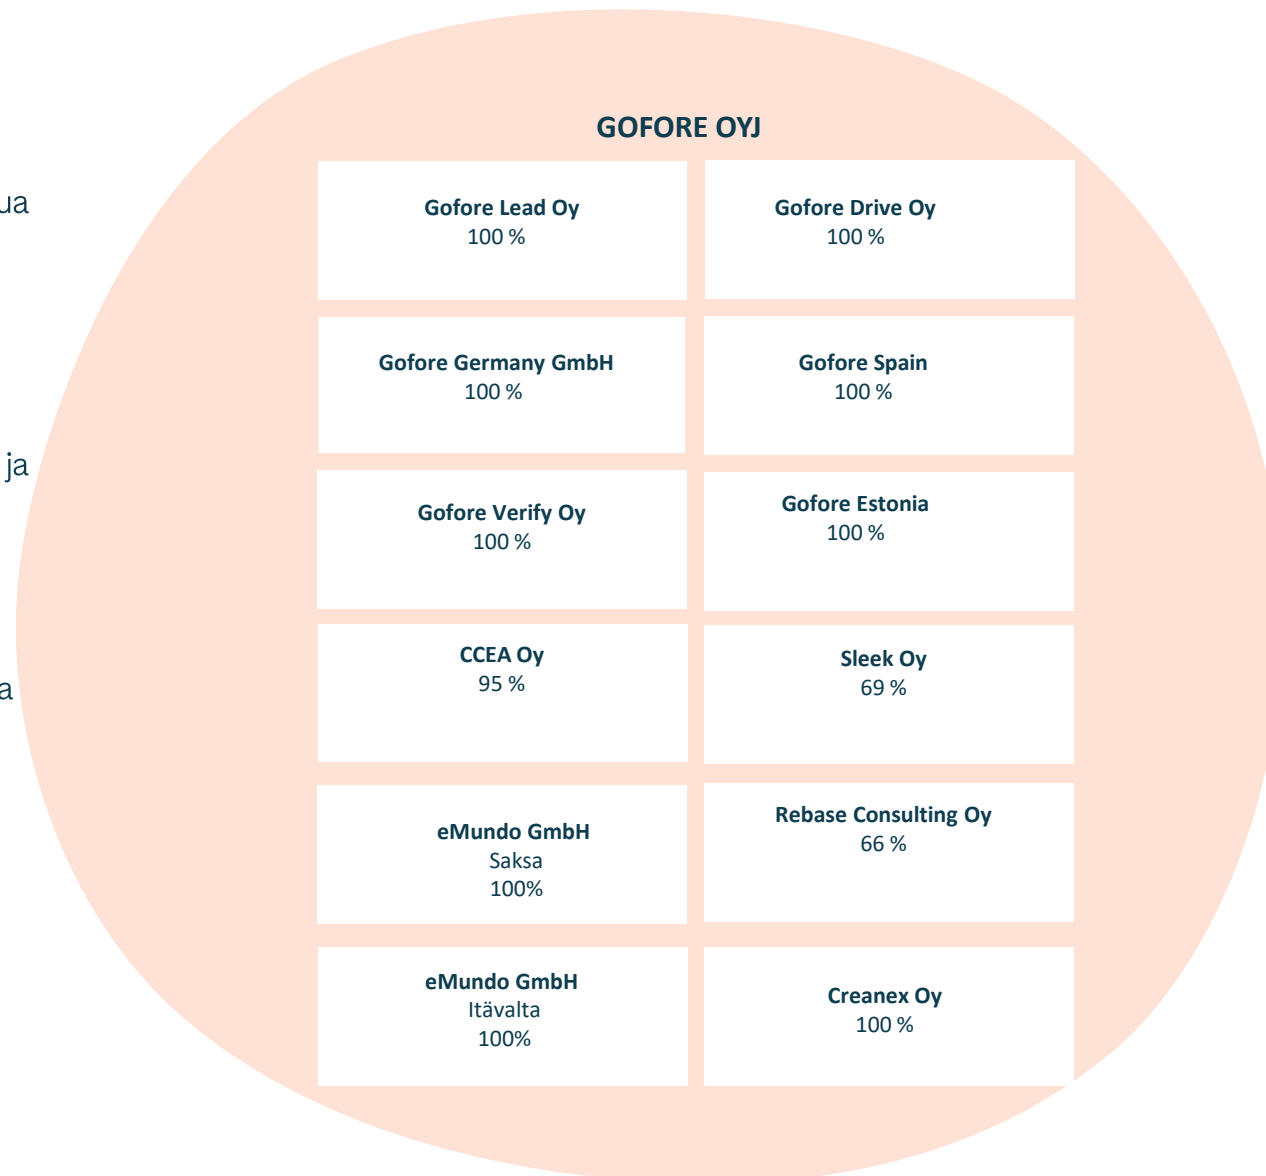 GOFORE OYJ
ua
Gofore Lead Oy
100 %
Gofore Drive Oy
100 %
Gofore Germany GmbH
100 %
Gofore Spain
100 %
ja
Gofore Verify Oy
100 %
Gofore Estonia
100 %
a
CCEA Oy
95 %
Sleek Oy
69 %
eMundo GmbH
Saksa
100%
Rebase Consulting Oy
66 %
eMundo GmbH
Itävalta
100%
Creanex Oy
100 %